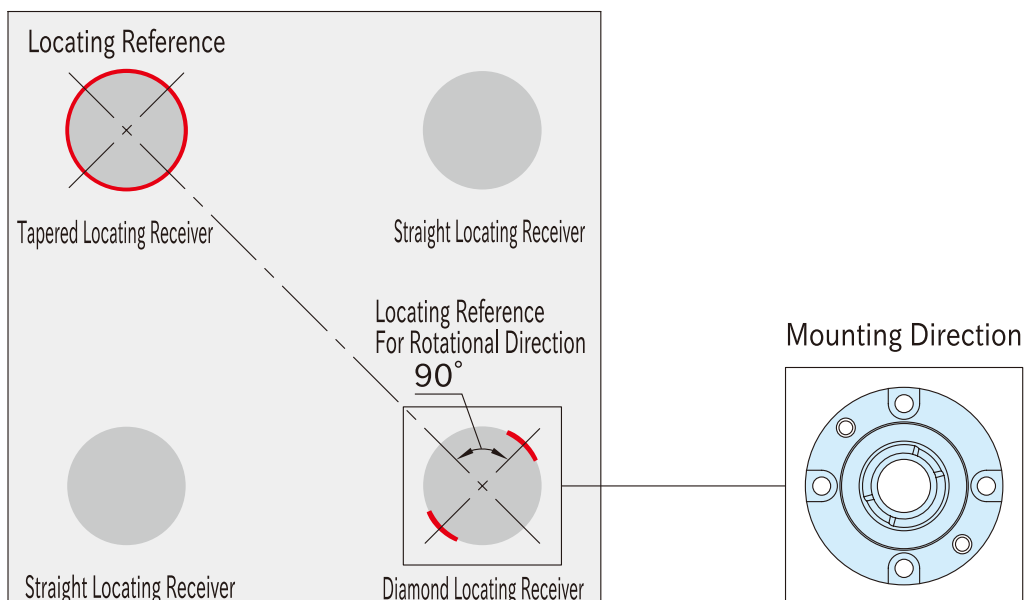 Locating Reference
Tapered Locating Receiver
Straight Locating Receiver
Locating Reference
For Rotational Direction
90°
Mounting Direction
Straight Locating Receiver
Diamond Locating Receiver